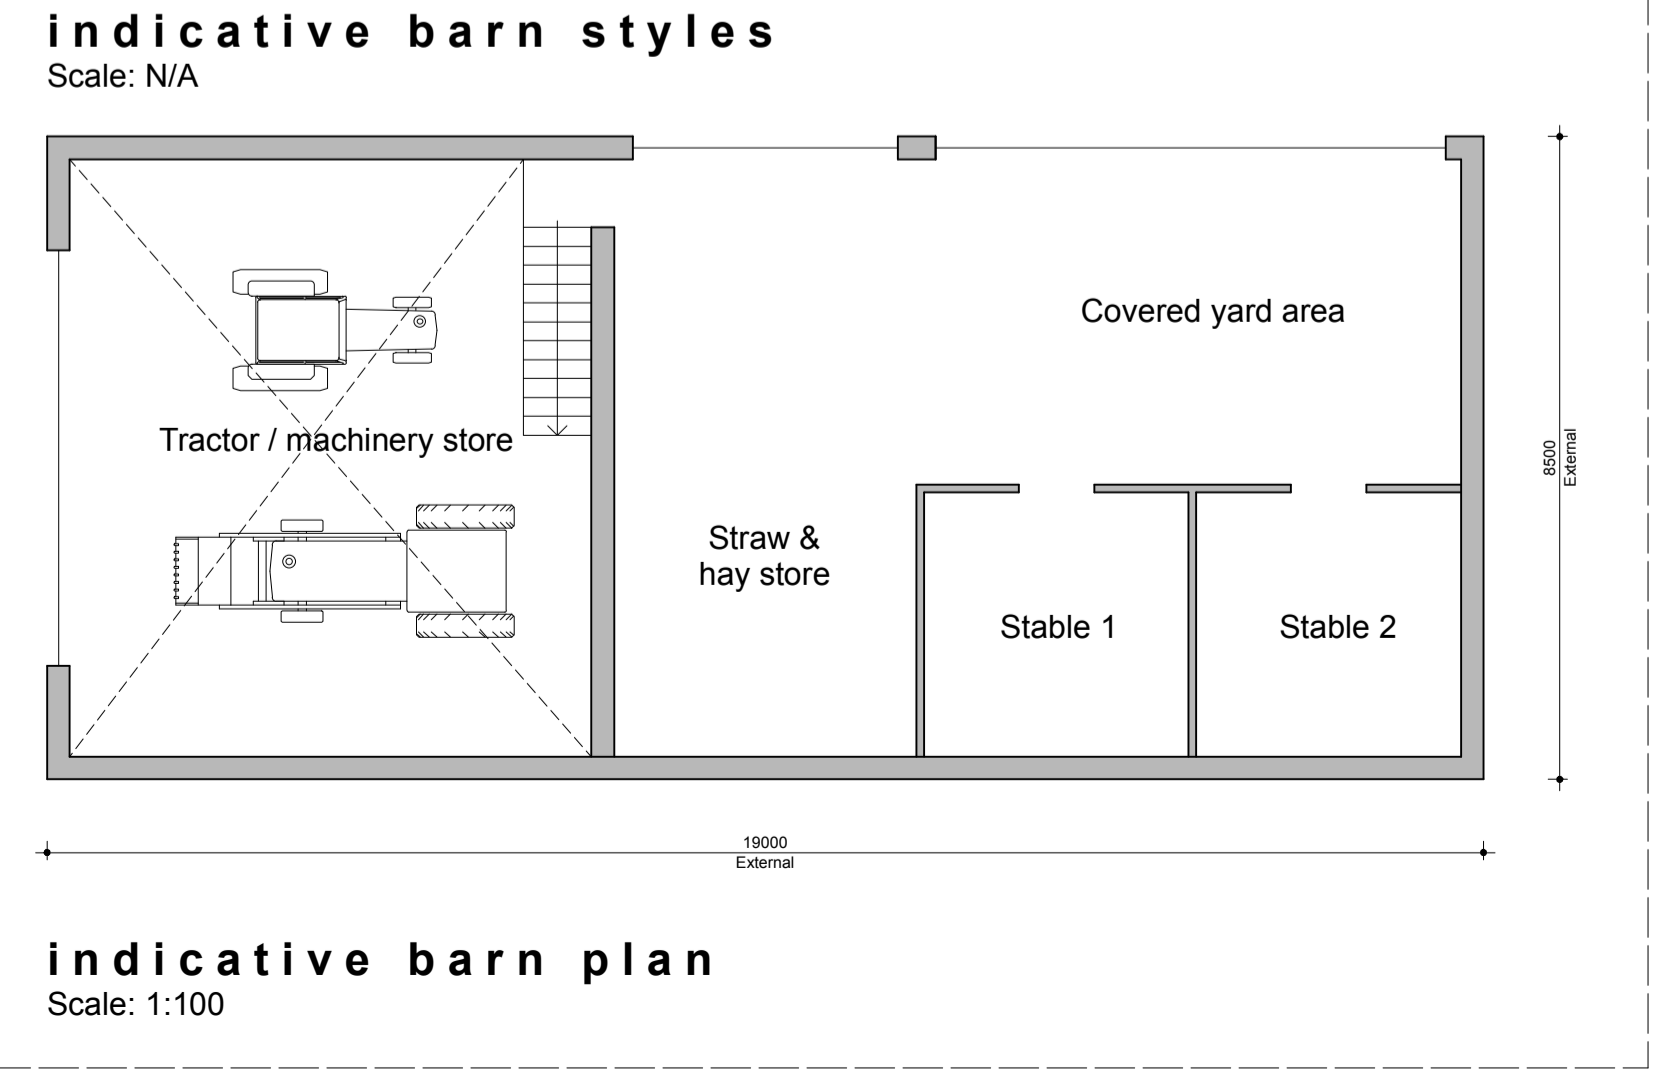 indicative barn styles
Scale: N/A
Covered yard area
Tractor / machinery store
8500
External
Straw &
hay store
Stable 1
Stable 2
19000
External
indicative barn plan
Scale: 1:100